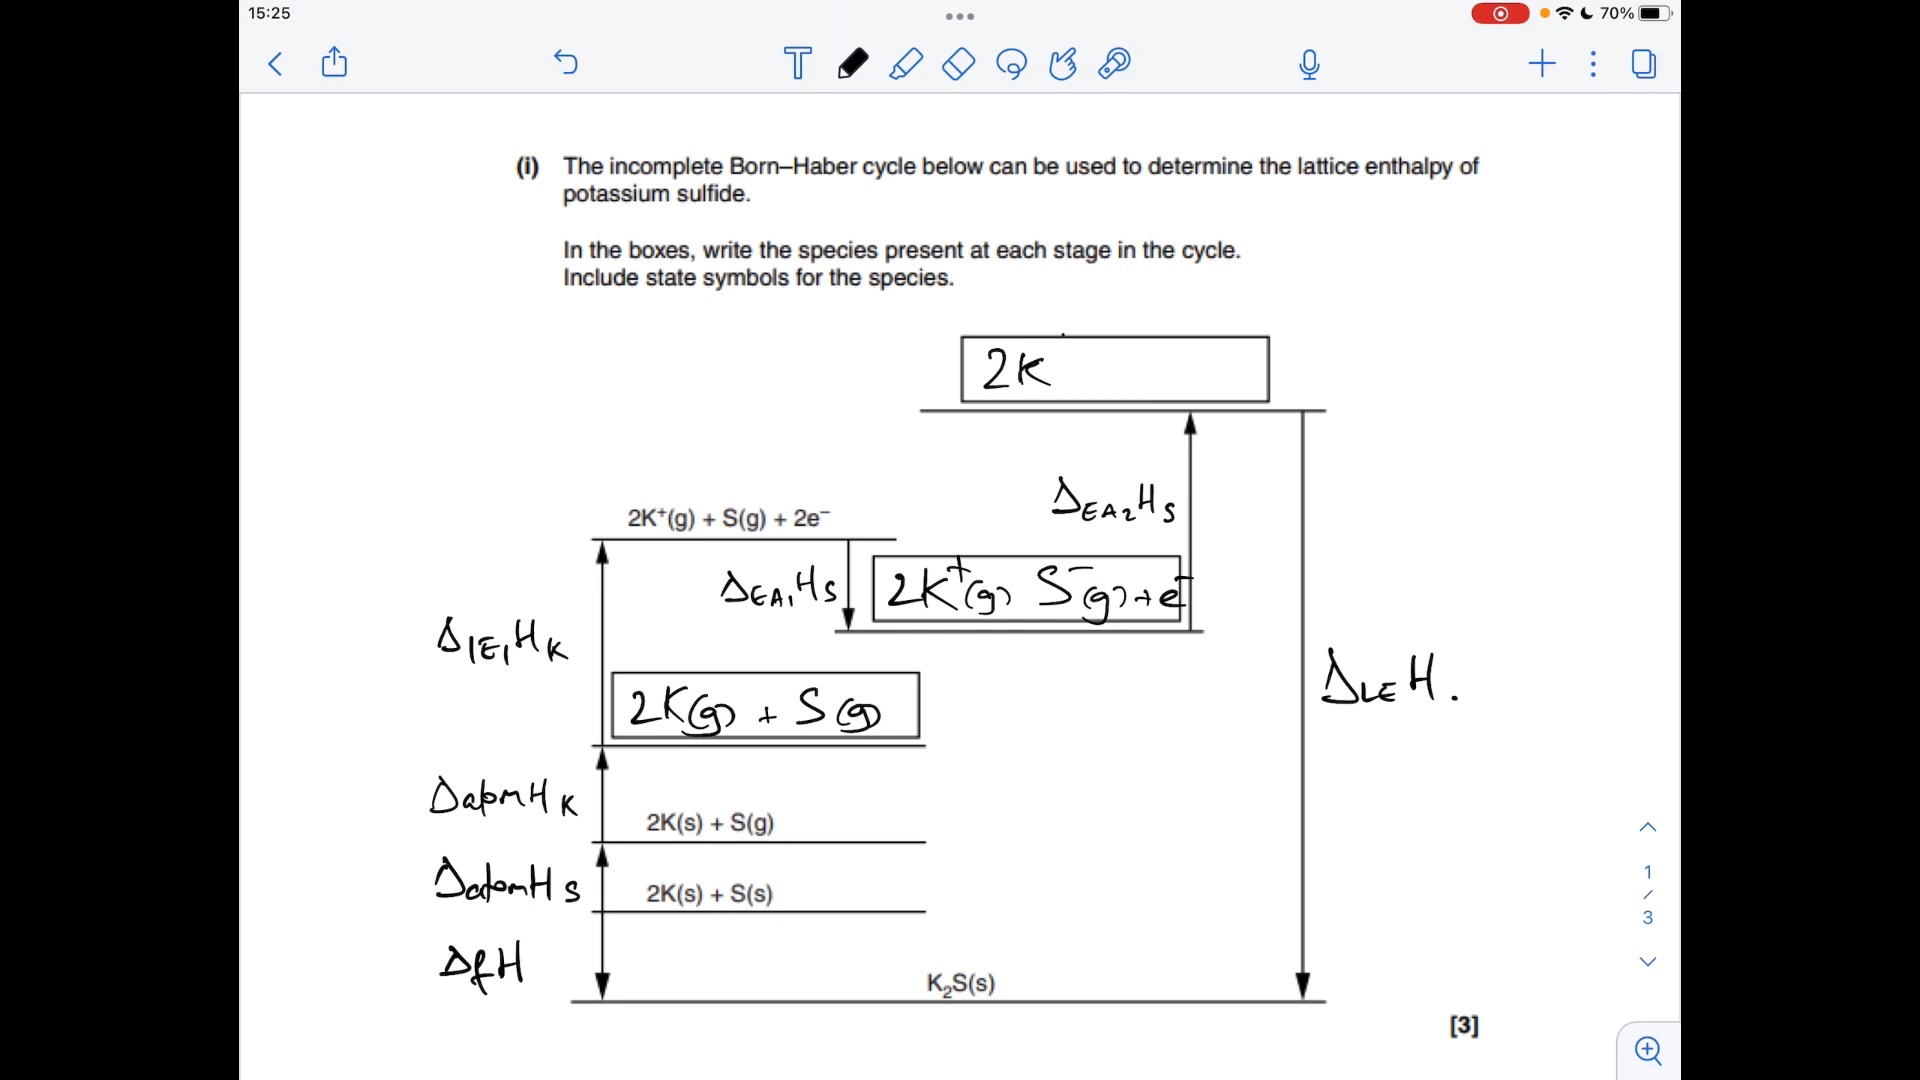 15:25
70%
(i) The incomplete Born–Haber cycle below can be used to determine the lattice enthalpy of
potassium sulfide.
In the boxes, write the species present at each stage in the cycle.
Include state symbols for the species.
2K
ΔEA2HS
2K⁺(g) + S(g) + 2e⁻
ΔEA1HS
2K⁺(g) S⁻(g) + e⁻
ΔIE1HK
ΔLEH.
2K(g) + S(g)
ΔatomHK
2K(s) + S(g)
ΔatomHS
2K(s) + S(s)
ΔfH
K₂S(s)
[3]
1
/
3